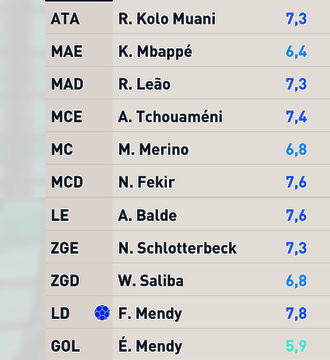 ATA R. Kolo Muani 7,3
MAE K. Mbappé 6,4
MAD R. Leão 7,3
MCE A. Tchouaméni 7,4
MC M. Merino 6,8
MCD N. Fekir 7,6
LE A. Balde 7,6
ZGE N. Schlotterbeck 7,3
ZGD W. Saliba 6,8
LD F. Mendy 7,8
GOL É. Mendy 5,9